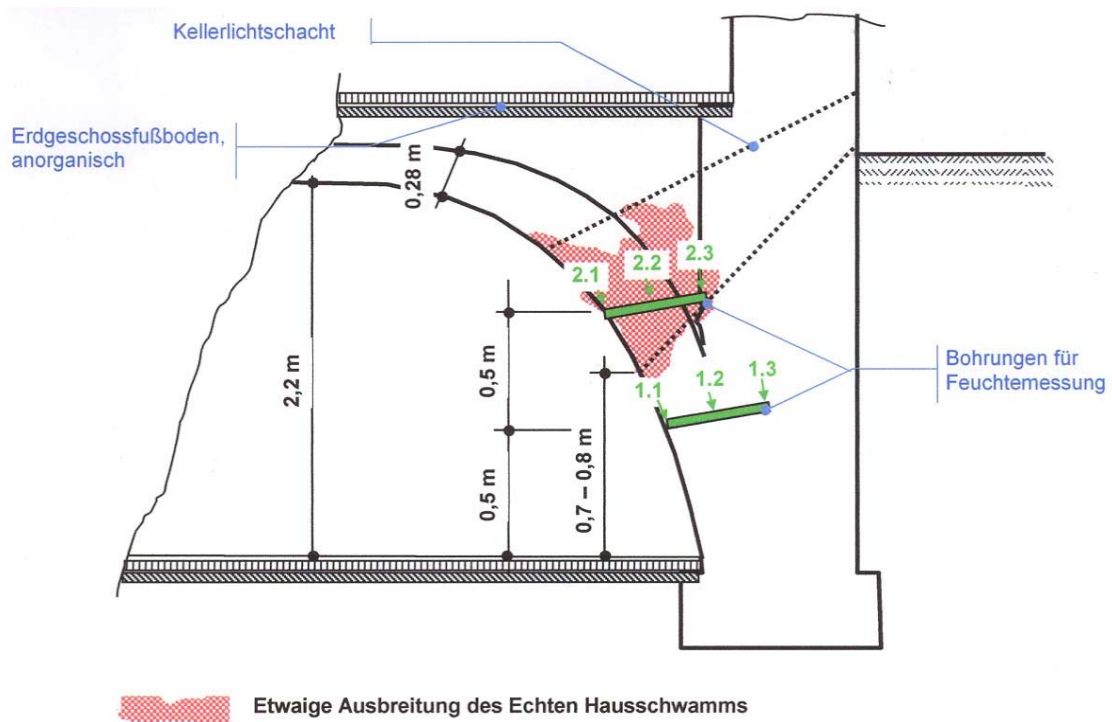 Kellerlichtschacht
Erdgeschossfußboden,
anorganisch
0,28 m
2.1
2.2
2.3
2,2 m
0,5 m
0,5 m
0,7 – 0,8 m
1.1
1.2
1.3
Bohrungen für
Feuchtemessung
Etwaige Ausbreitung des Echten Hausschwamms